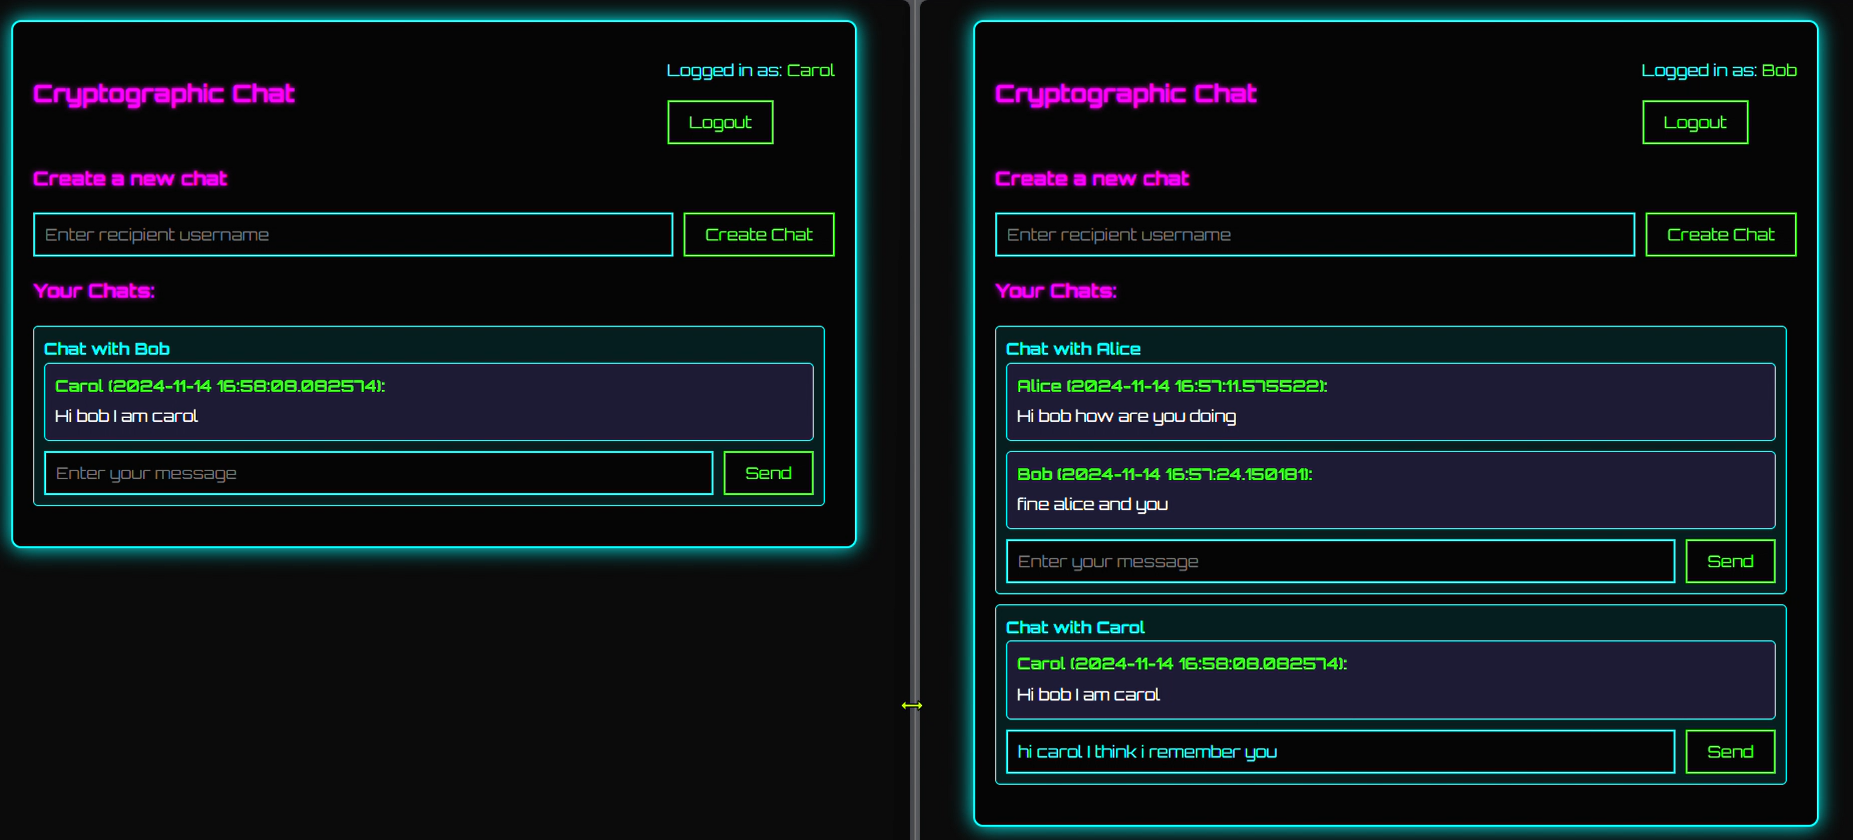 Cryptographic Chat
Logged in as: Carol
Logout
Create a new chat
Enter recipient username
Create Chat
Your Chats:
Chat with Bob
Carol (2024-11-14 16:58:08.082574):
Hi bob I am carol
Enter your message
Send
Cryptographic Chat
Logged in as: Bob
Logout
Create a new chat
Enter recipient username
Create Chat
Your Chats:
Chat with Alice
Alice (2024-11-14 16:57:11.575522):
Hi bob how are you doing
Bob (2024-11-14 16:57:24.150181):
fine alice and you
Enter your message
Send
Chat with Carol
Carol (2024-11-14 16:58:08.082574):
Hi bob I am carol
hi carol I think i remember you
Send